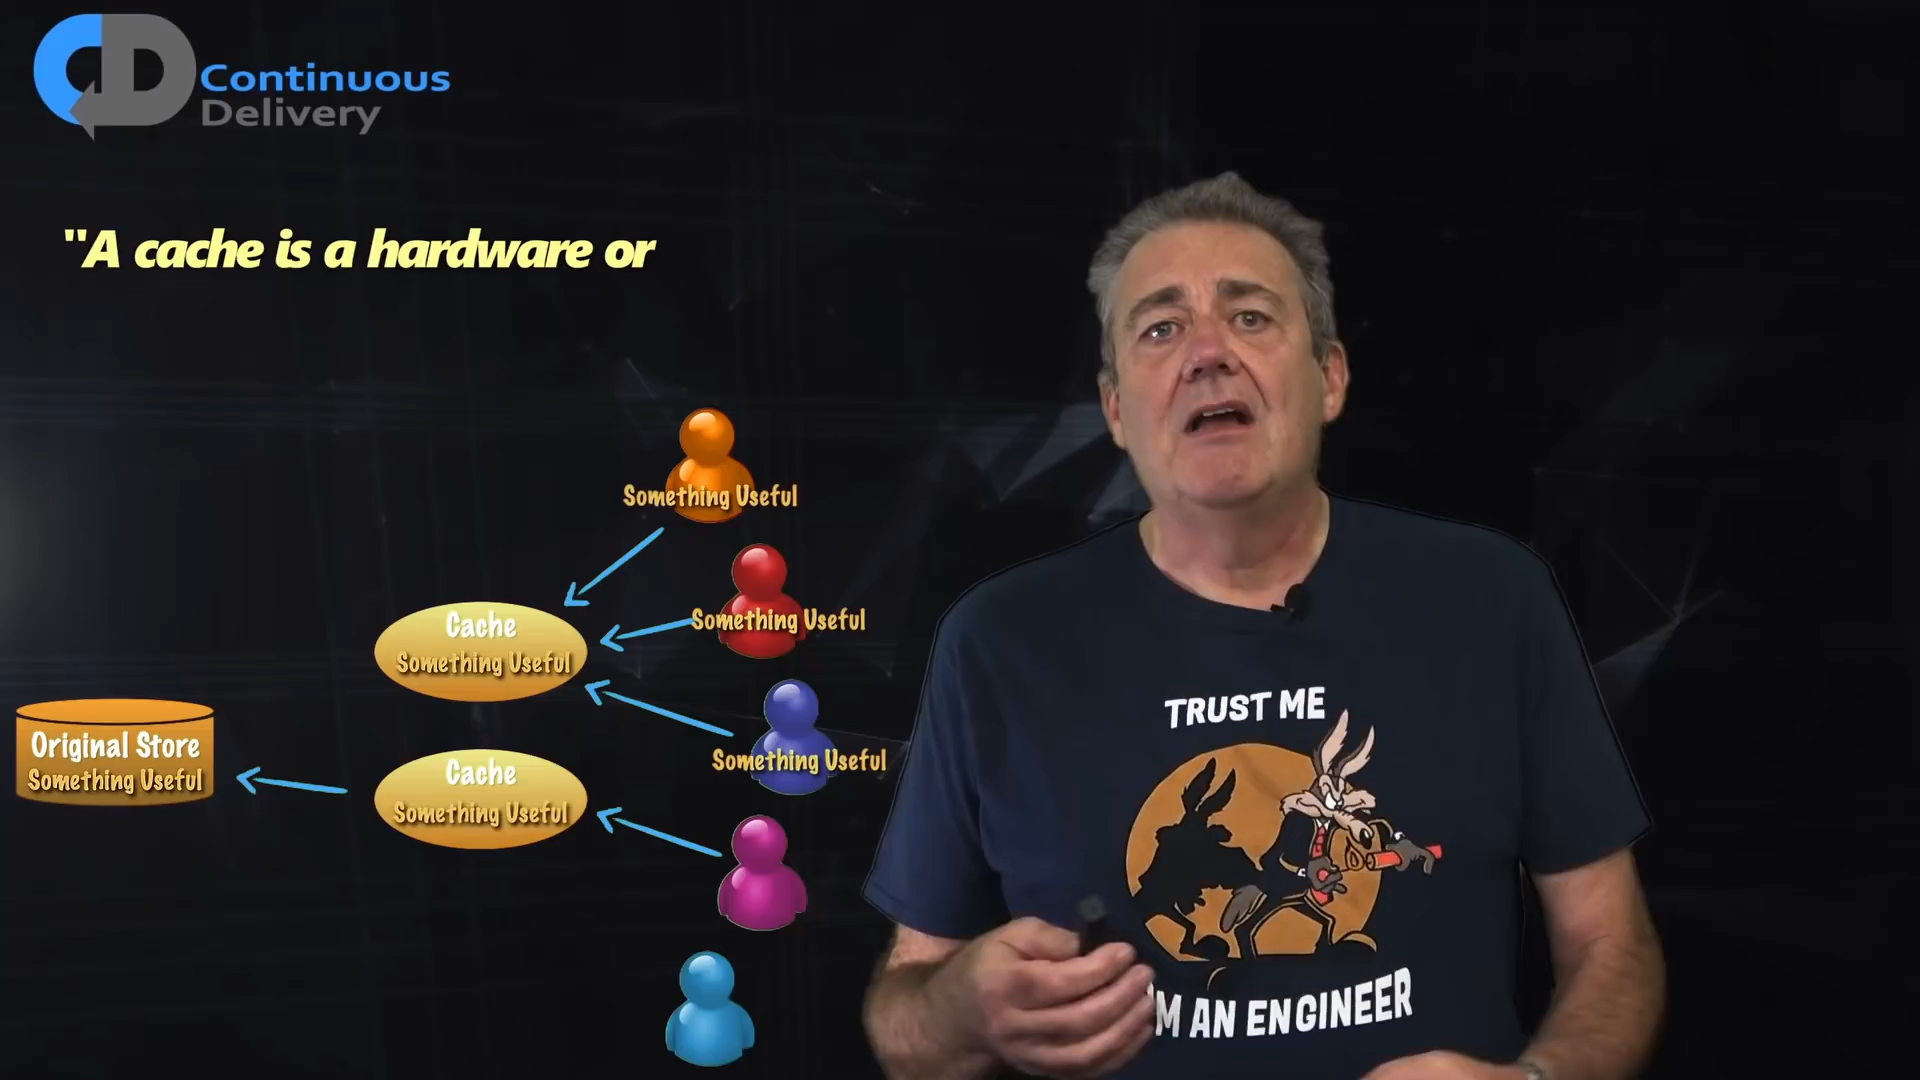 Continuous
Delivery
"A cache is a hardware or
Something Useful
Something Useful
Something Useful
Cache
Something Useful
Cache
Something Useful
Original Store
Something Useful
TRUST ME
I'M AN ENGINEER